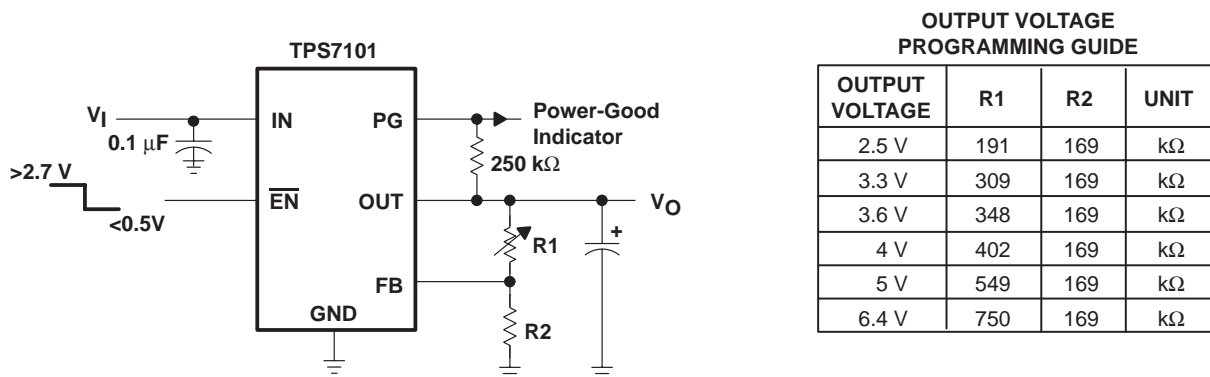 TPS7101
VI
0.1 μF
>2.7 V
<0.5V
IN
EN
PG
OUT
FB
GND
Power-Good
Indicator
250 kΩ
VO
R1
+
R2
OUTPUT VOLTAGE
PROGRAMMING GUIDE
OUTPUT VOLTAGE R1 R2 UNIT
2.5 V 191 169 kΩ
3.3 V 309 169 kΩ
3.6 V 348 169 kΩ
4 V 402 169 kΩ
5 V 549 169 kΩ
6.4 V 750 169 kΩ